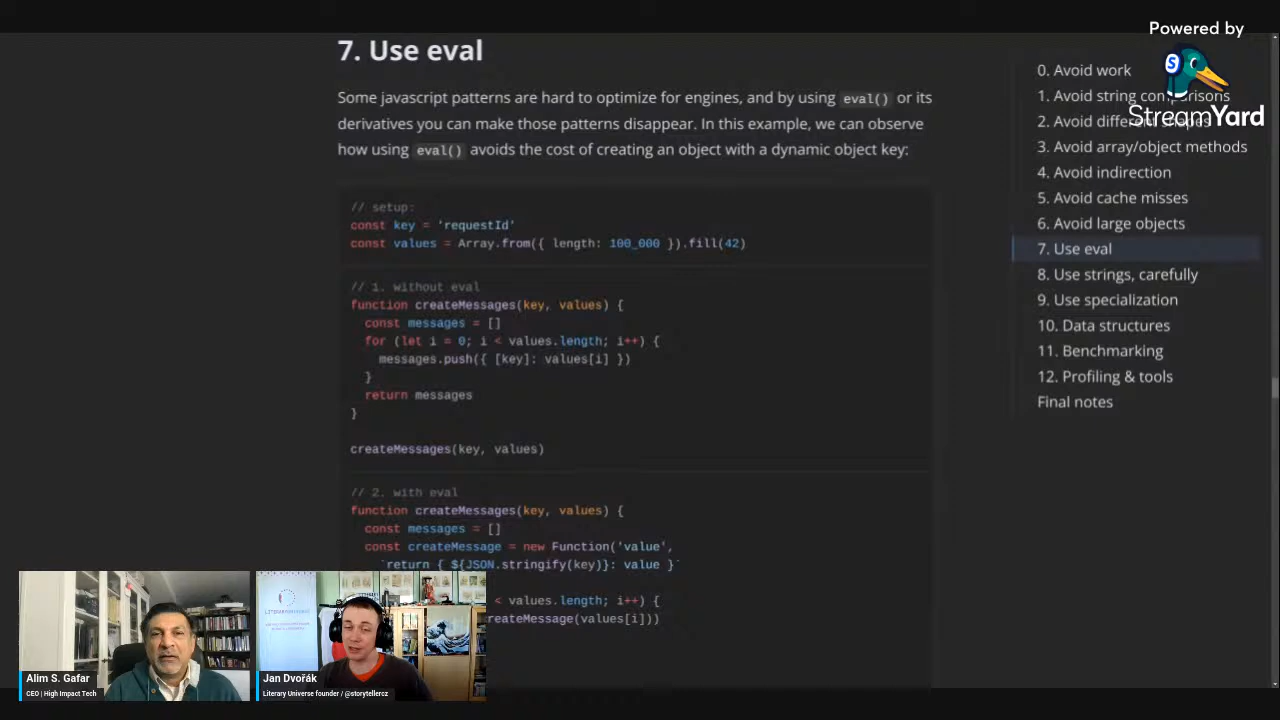 Powered by
StreamYard
7. Use eval
Some javascript patterns are hard to optimize for engines, and by using eval() or its
derivatives you can make those patterns disappear. In this example, we can observe
how using eval() avoids the cost of creating an object with a dynamic object key:
// setup:
const key = 'requestId'
const values = Array.from({ length: 100_000 }).fill(42)
// 1. without eval
function createMessages(key, values) {
const messages = []
for (let i = 0; i < values.length; i++) {
messages.push({ [key]: values[i] })
}
return messages
}
createMessages(key, values)
// 2. with eval
function createMessages(key, values) {
const messages = []
const createMessage = new Function('value',
`return { ${JSON.stringify(key)}: value }`
< values.length; i++) {
createMessage(values[i]))
0. Avoid work
1. Avoid string comparisons
2. Avoid different shapes
3. Avoid array/object methods
4. Avoid indirection
5. Avoid cache misses
6. Avoid large objects
7. Use eval
8. Use strings, carefully
9. Use specialization
10. Data structures
11. Benchmarking
12. Profiling & tools
Final notes
Alim S. Gafar
CEO | High Impact Tech
Jan Dvořák
Literary Universe founder / @storytellercz